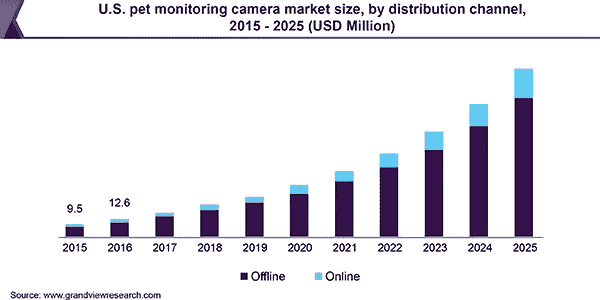 U.S. pet monitoring camera market size, by distribution channel,
2015 - 2025 (USD Million)
9.5
12.6
2015 2016 2017 2018 2019 2020 2021 2022 2023 2024 2025
Offline Online
Source: www.grandviewresearch.com